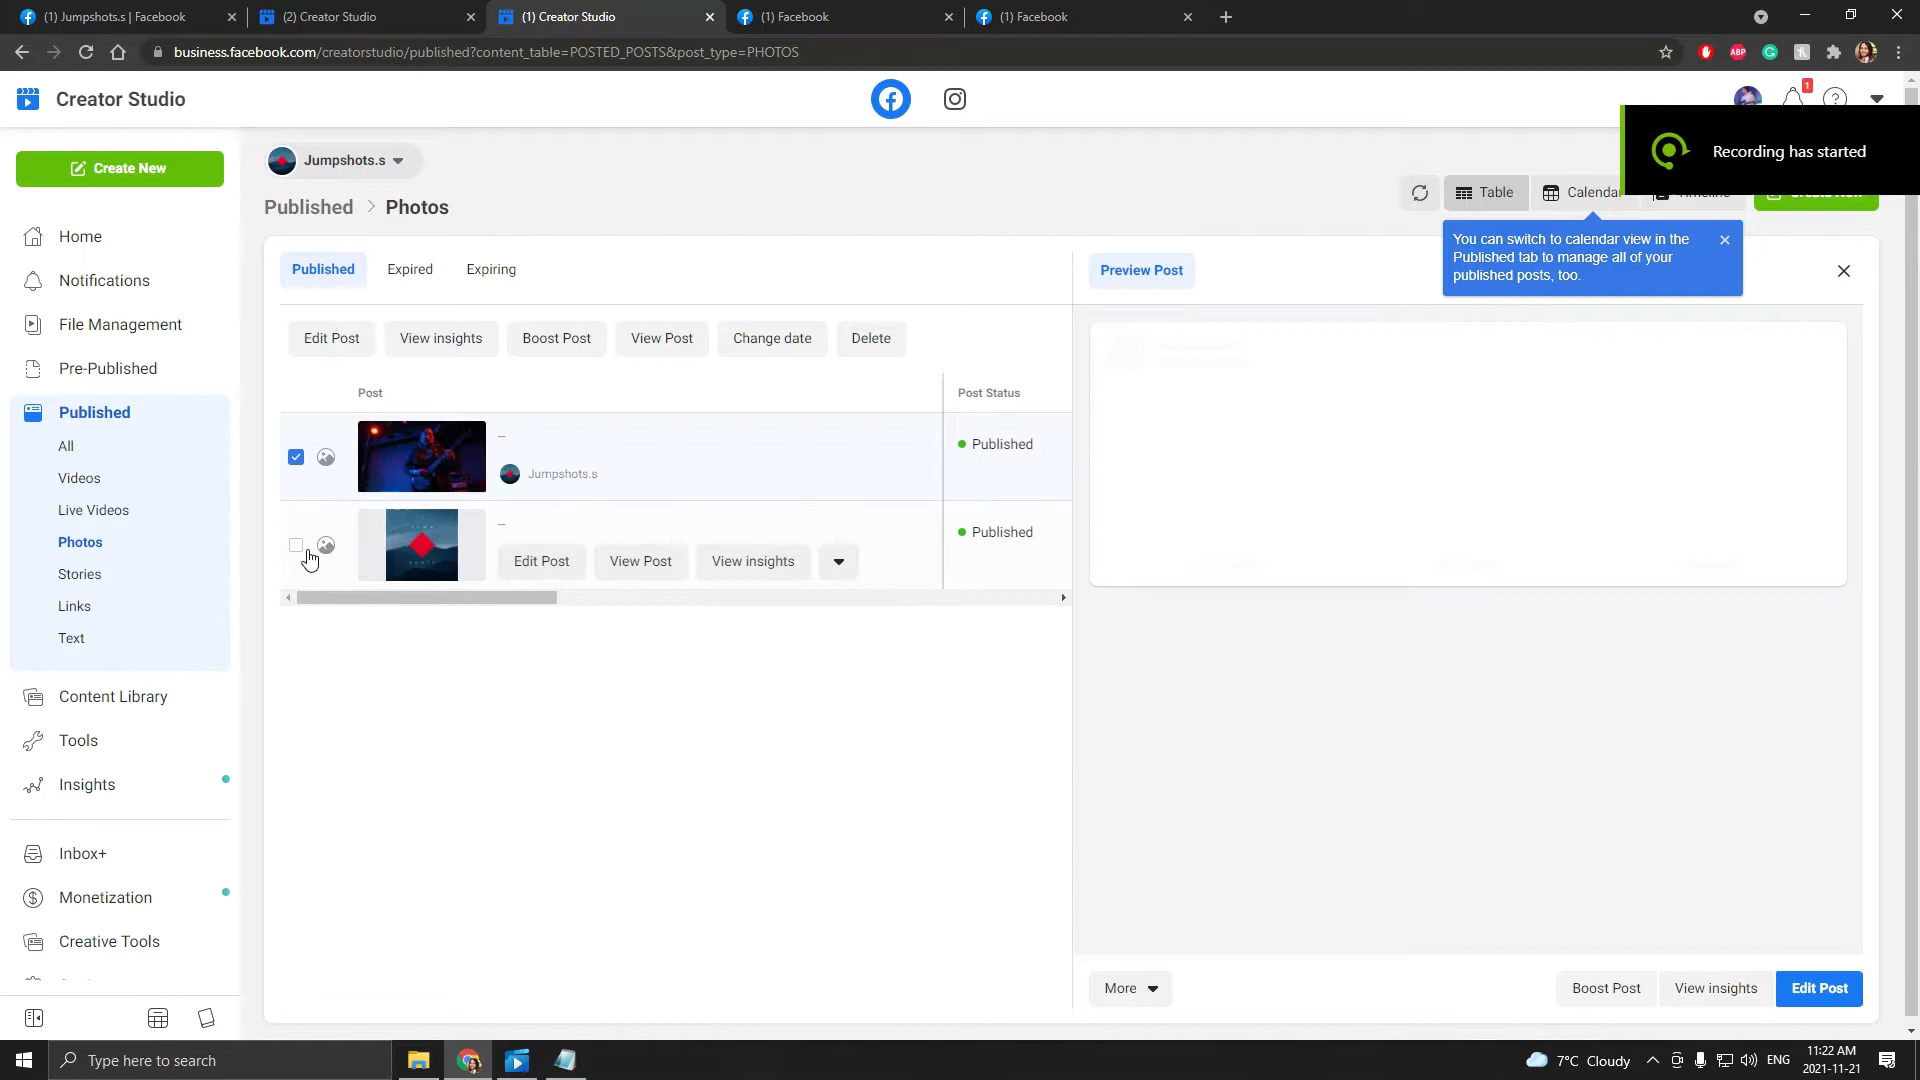 (1) Jumpshots.s | Facebook
(2) Creator Studio
(1) Creator Studio
(1) Facebook
(1) Facebook
business.facebook.com/creatorstudio/published?content_table=POSTED_POSTS&post_type=PHOTOS
ABP
Creator Studio
1
Recording has started
Create New
Jumpshots.s
Published > Photos
Table
Calendar
Timeline
Create New
You can switch to calendar view in the
Published tab to manage all of your
published posts, too.
Home
Notifications
File Management
Pre-Published
Published
All
Videos
Live Videos
Photos
Stories
Links
Text
Content Library
Tools
Insights
Inbox+
Monetization
Creative Tools
Published
Expired
Expiring
Preview Post
Edit Post
View insights
Boost Post
View Post
Change date
Delete
Post
Post Status
--
Jumpshots.s
Published
--
Edit Post
View Post
View insights
Published
More
Boost Post
View insights
Edit Post
Type here to search
7°C Cloudy
ENG
11:22 AM
2021-11-21